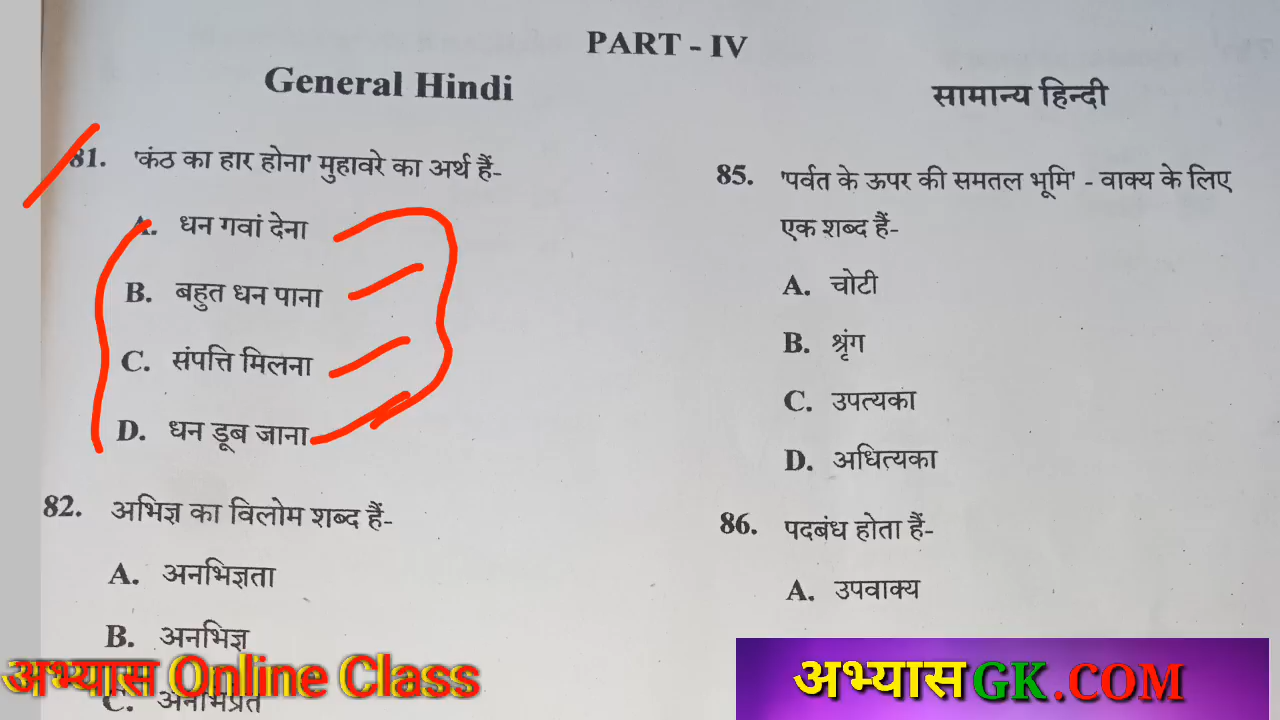 PART - IV
General Hindi
सामान्य हिन्दी
81. 'कंठ का हार होना' मुहावरे का अर्थ हैं-
A. धन गवां देना
B. बहुत धन पाना
C. संपत्ति मिलना
D. धन डूब जाना
82. अभिज्ञ का विलोम शब्द हैं-
A. अनभिज्ञता
B. अनभिज्ञ
C. अनभिप्रेत
85. 'पर्वत के ऊपर की समतल भूमि' - वाक्य के लिए
एक शब्द हैं-
A. चोटी
B. श्रृंग
C. उपत्यका
D. अधित्यका
86. पदबंध होता हैं-
A. उपवाक्य
अभ्यास Online Class
अभ्यासGK.COM